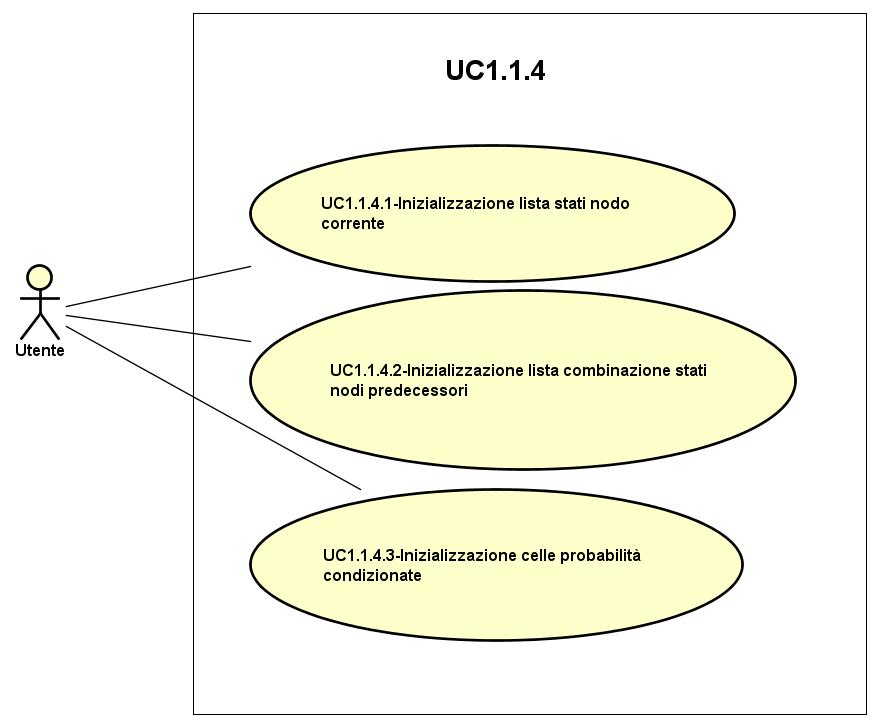 UC1.1.4
UC1.1.4.1-Inizializzazione lista stati nodo
corrente
Utente
UC1.1.4.2-Inizializzazione lista combinazione stati
nodi predecessori
UC1.1.4.3-Inizializzazione celle probabilità
condizionate